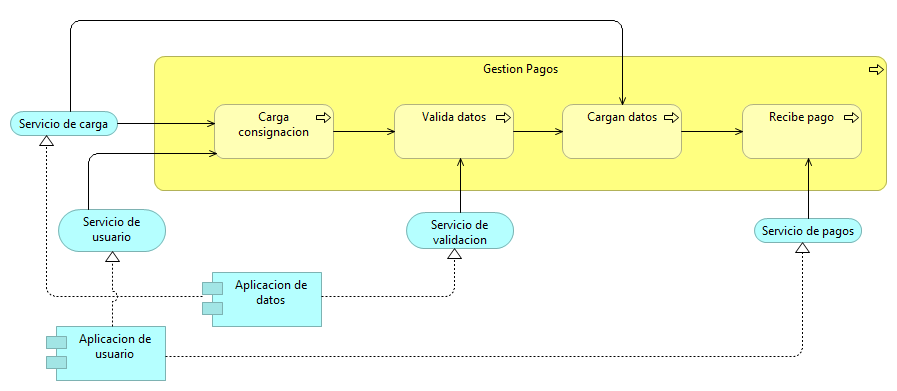 Gestion Pagos
Servicio de carga
Carga
consignacion
Valida datos
Cargan datos
Recibe pago
Servicio de
usuario
Servicio de
validacion
Servicio de pagos
Aplicacion de
datos
Aplicacion de
usuario